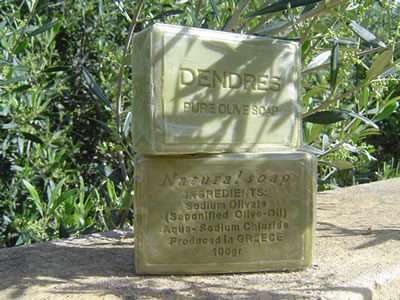 DENDRES
PURE OLIVE SOAP
Natural soap
INGREDIENTS:
Sodium Olivate
(Saponified Olive-Oil)
Aqua- Sodium Chloride
Produced in GREECE
100gr